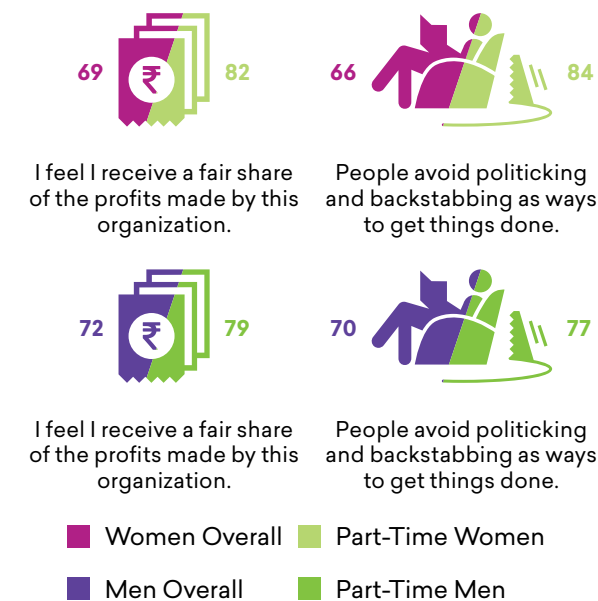 69 ₹ 82
I feel I receive a fair share
of the profits made by this
organization.
66 84
People avoid politicking
and backstabbing as ways
to get things done.
72 ₹ 79
I feel I receive a fair share
of the profits made by this
organization.
70 77
People avoid politicking
and backstabbing as ways
to get things done.
Women Overall
Part-Time Women
Men Overall
Part-Time Men